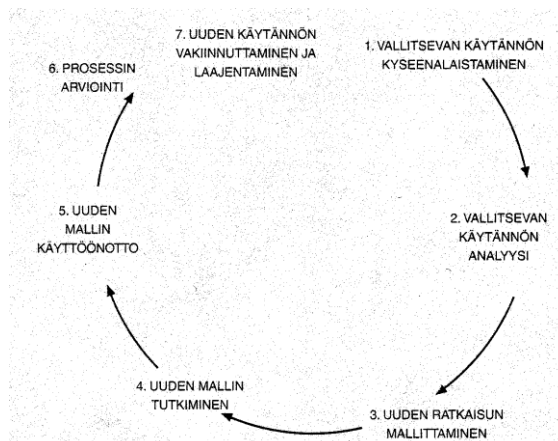 1. VALLITSEVAN KÄYTÄNNÖN
KYSEENALAISTAMINEN
2. VALLITSEVAN
KÄYTÄNNÖN
ANALYYSI
3. UUDEN RATKAISUN
MALLITTAMINEN
4. UUDEN MALLIN
TUTKIMINEN
5. UUDEN
MALLIN
KÄYTTÖÖNOTTO
6. PROSESSIN
ARVIOINTI
7. UUDEN KÄYTÄNNÖN
VAKIINNUTTAMINEN JA
LAAJENTAMINEN